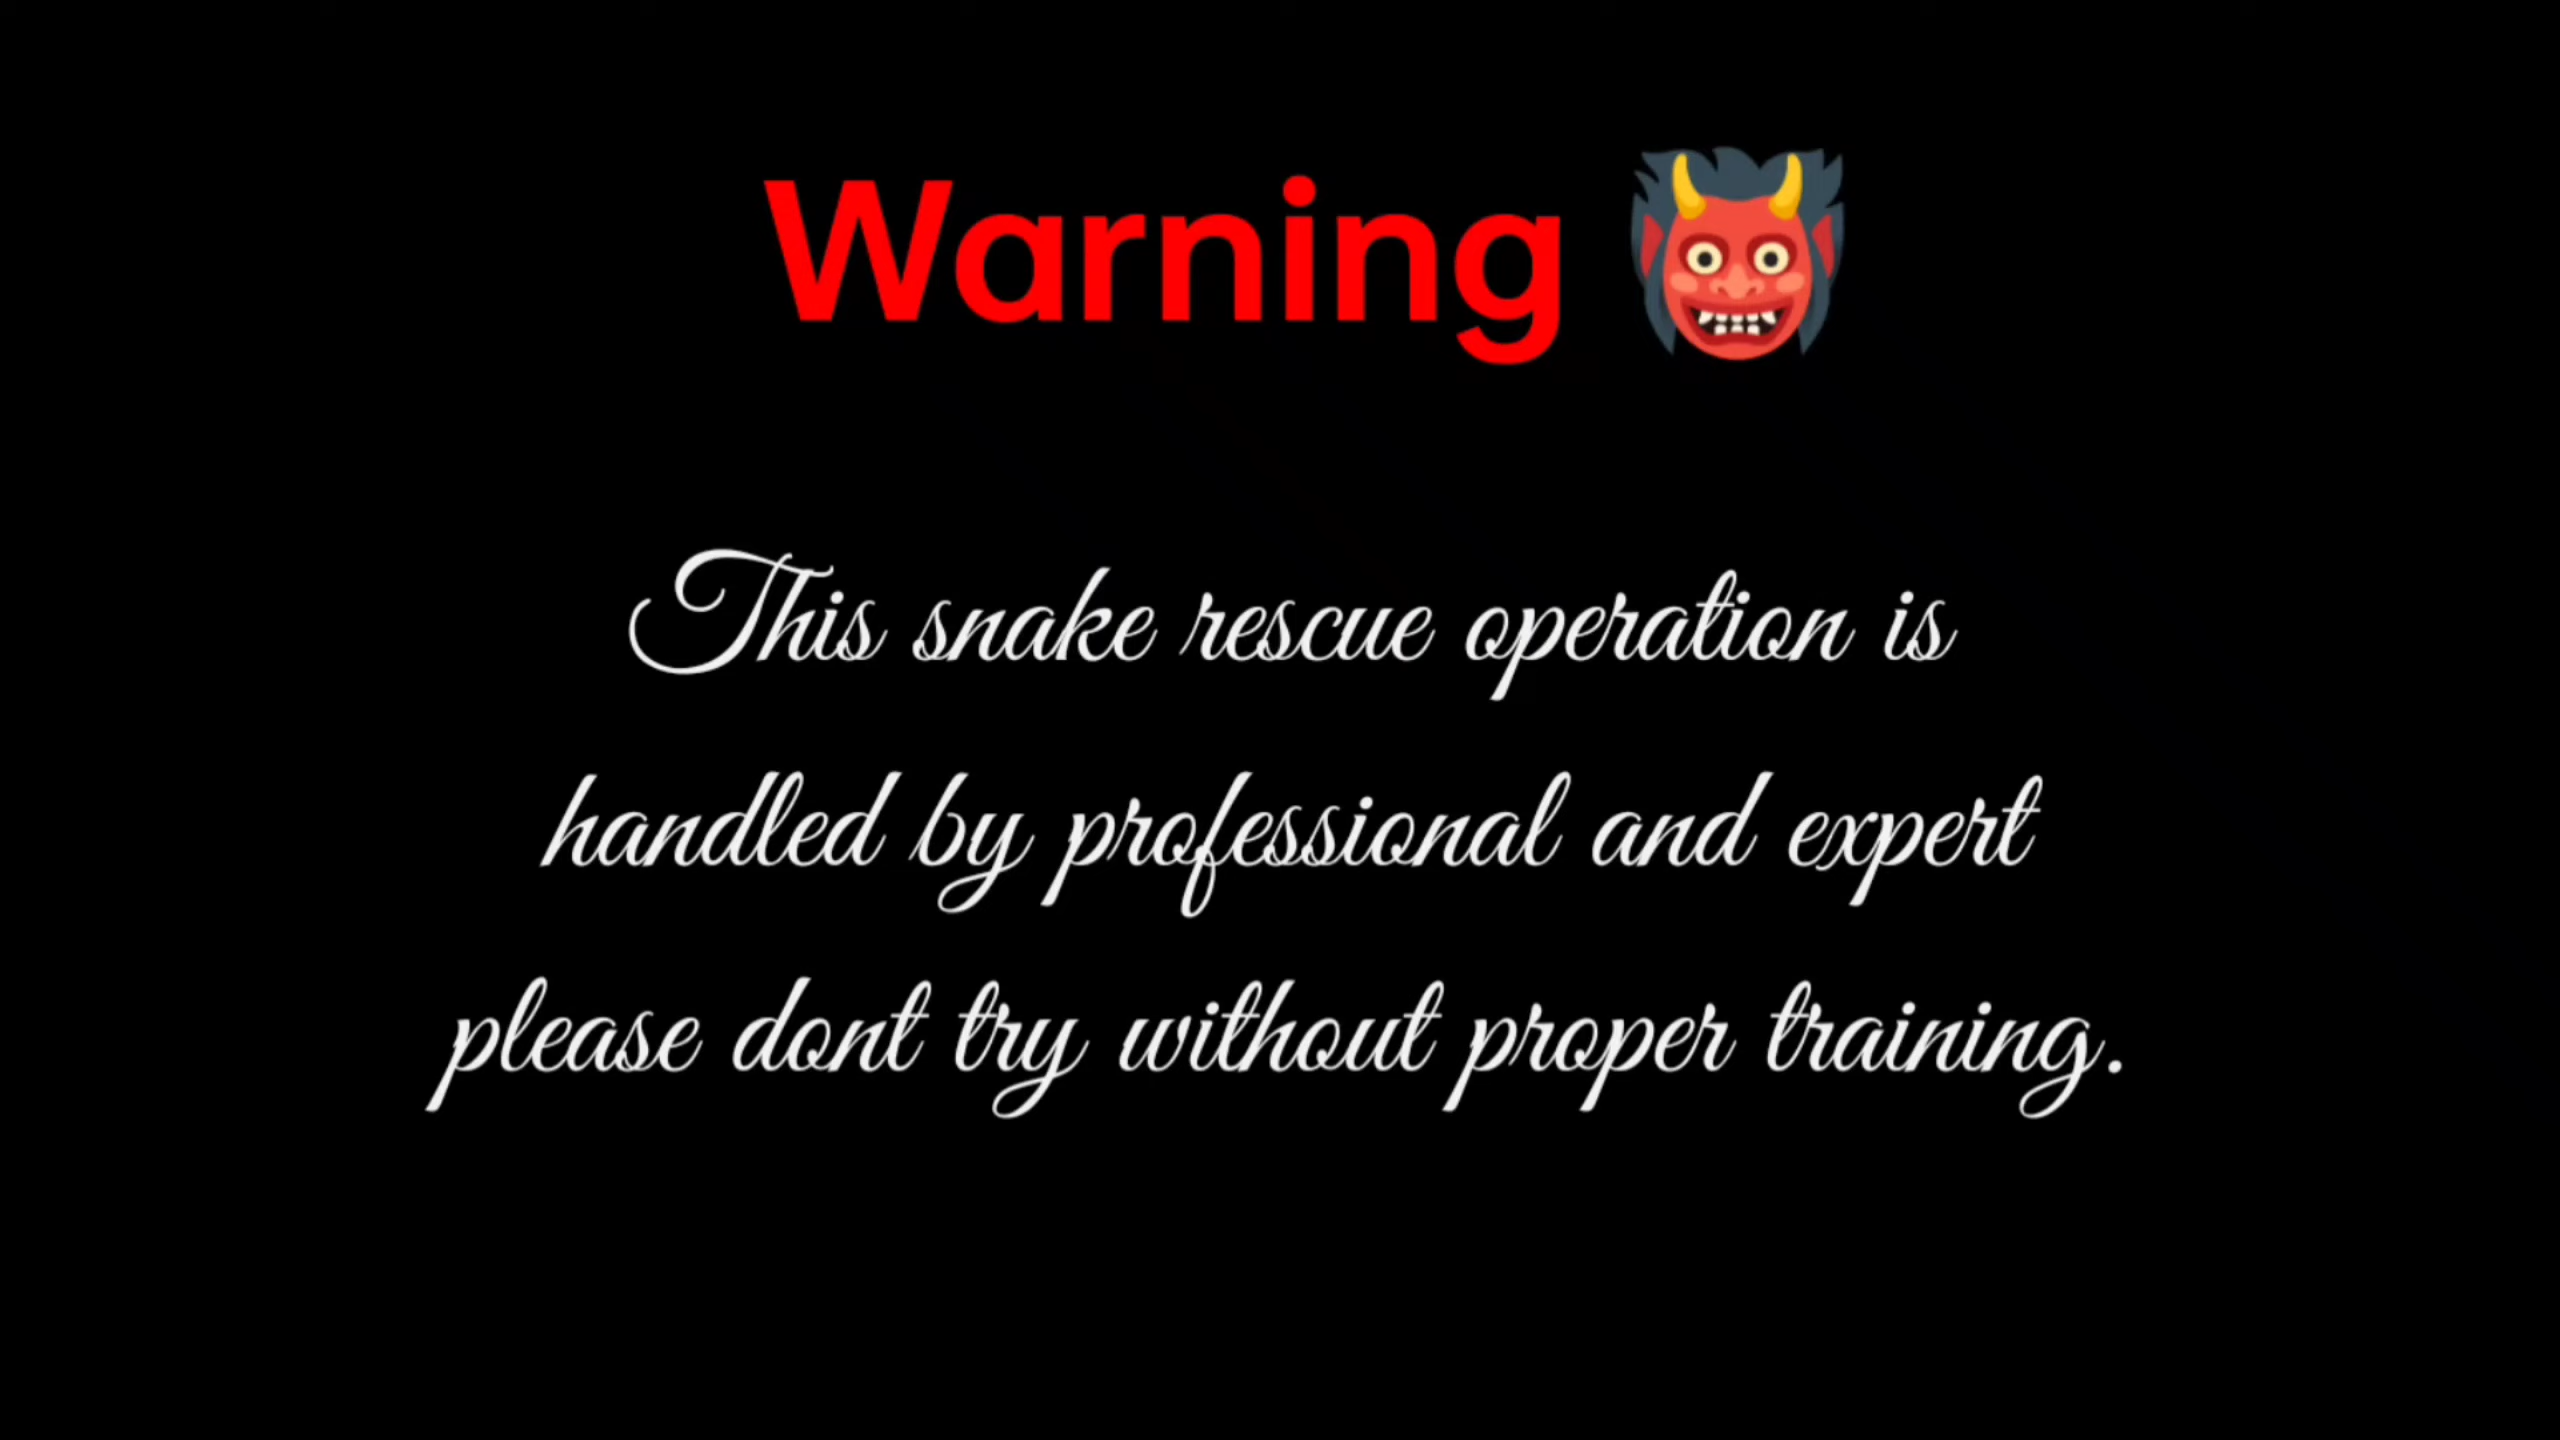 Warning 👹
This snake rescue operation is
handled by professional and expert
please dont try without proper training.